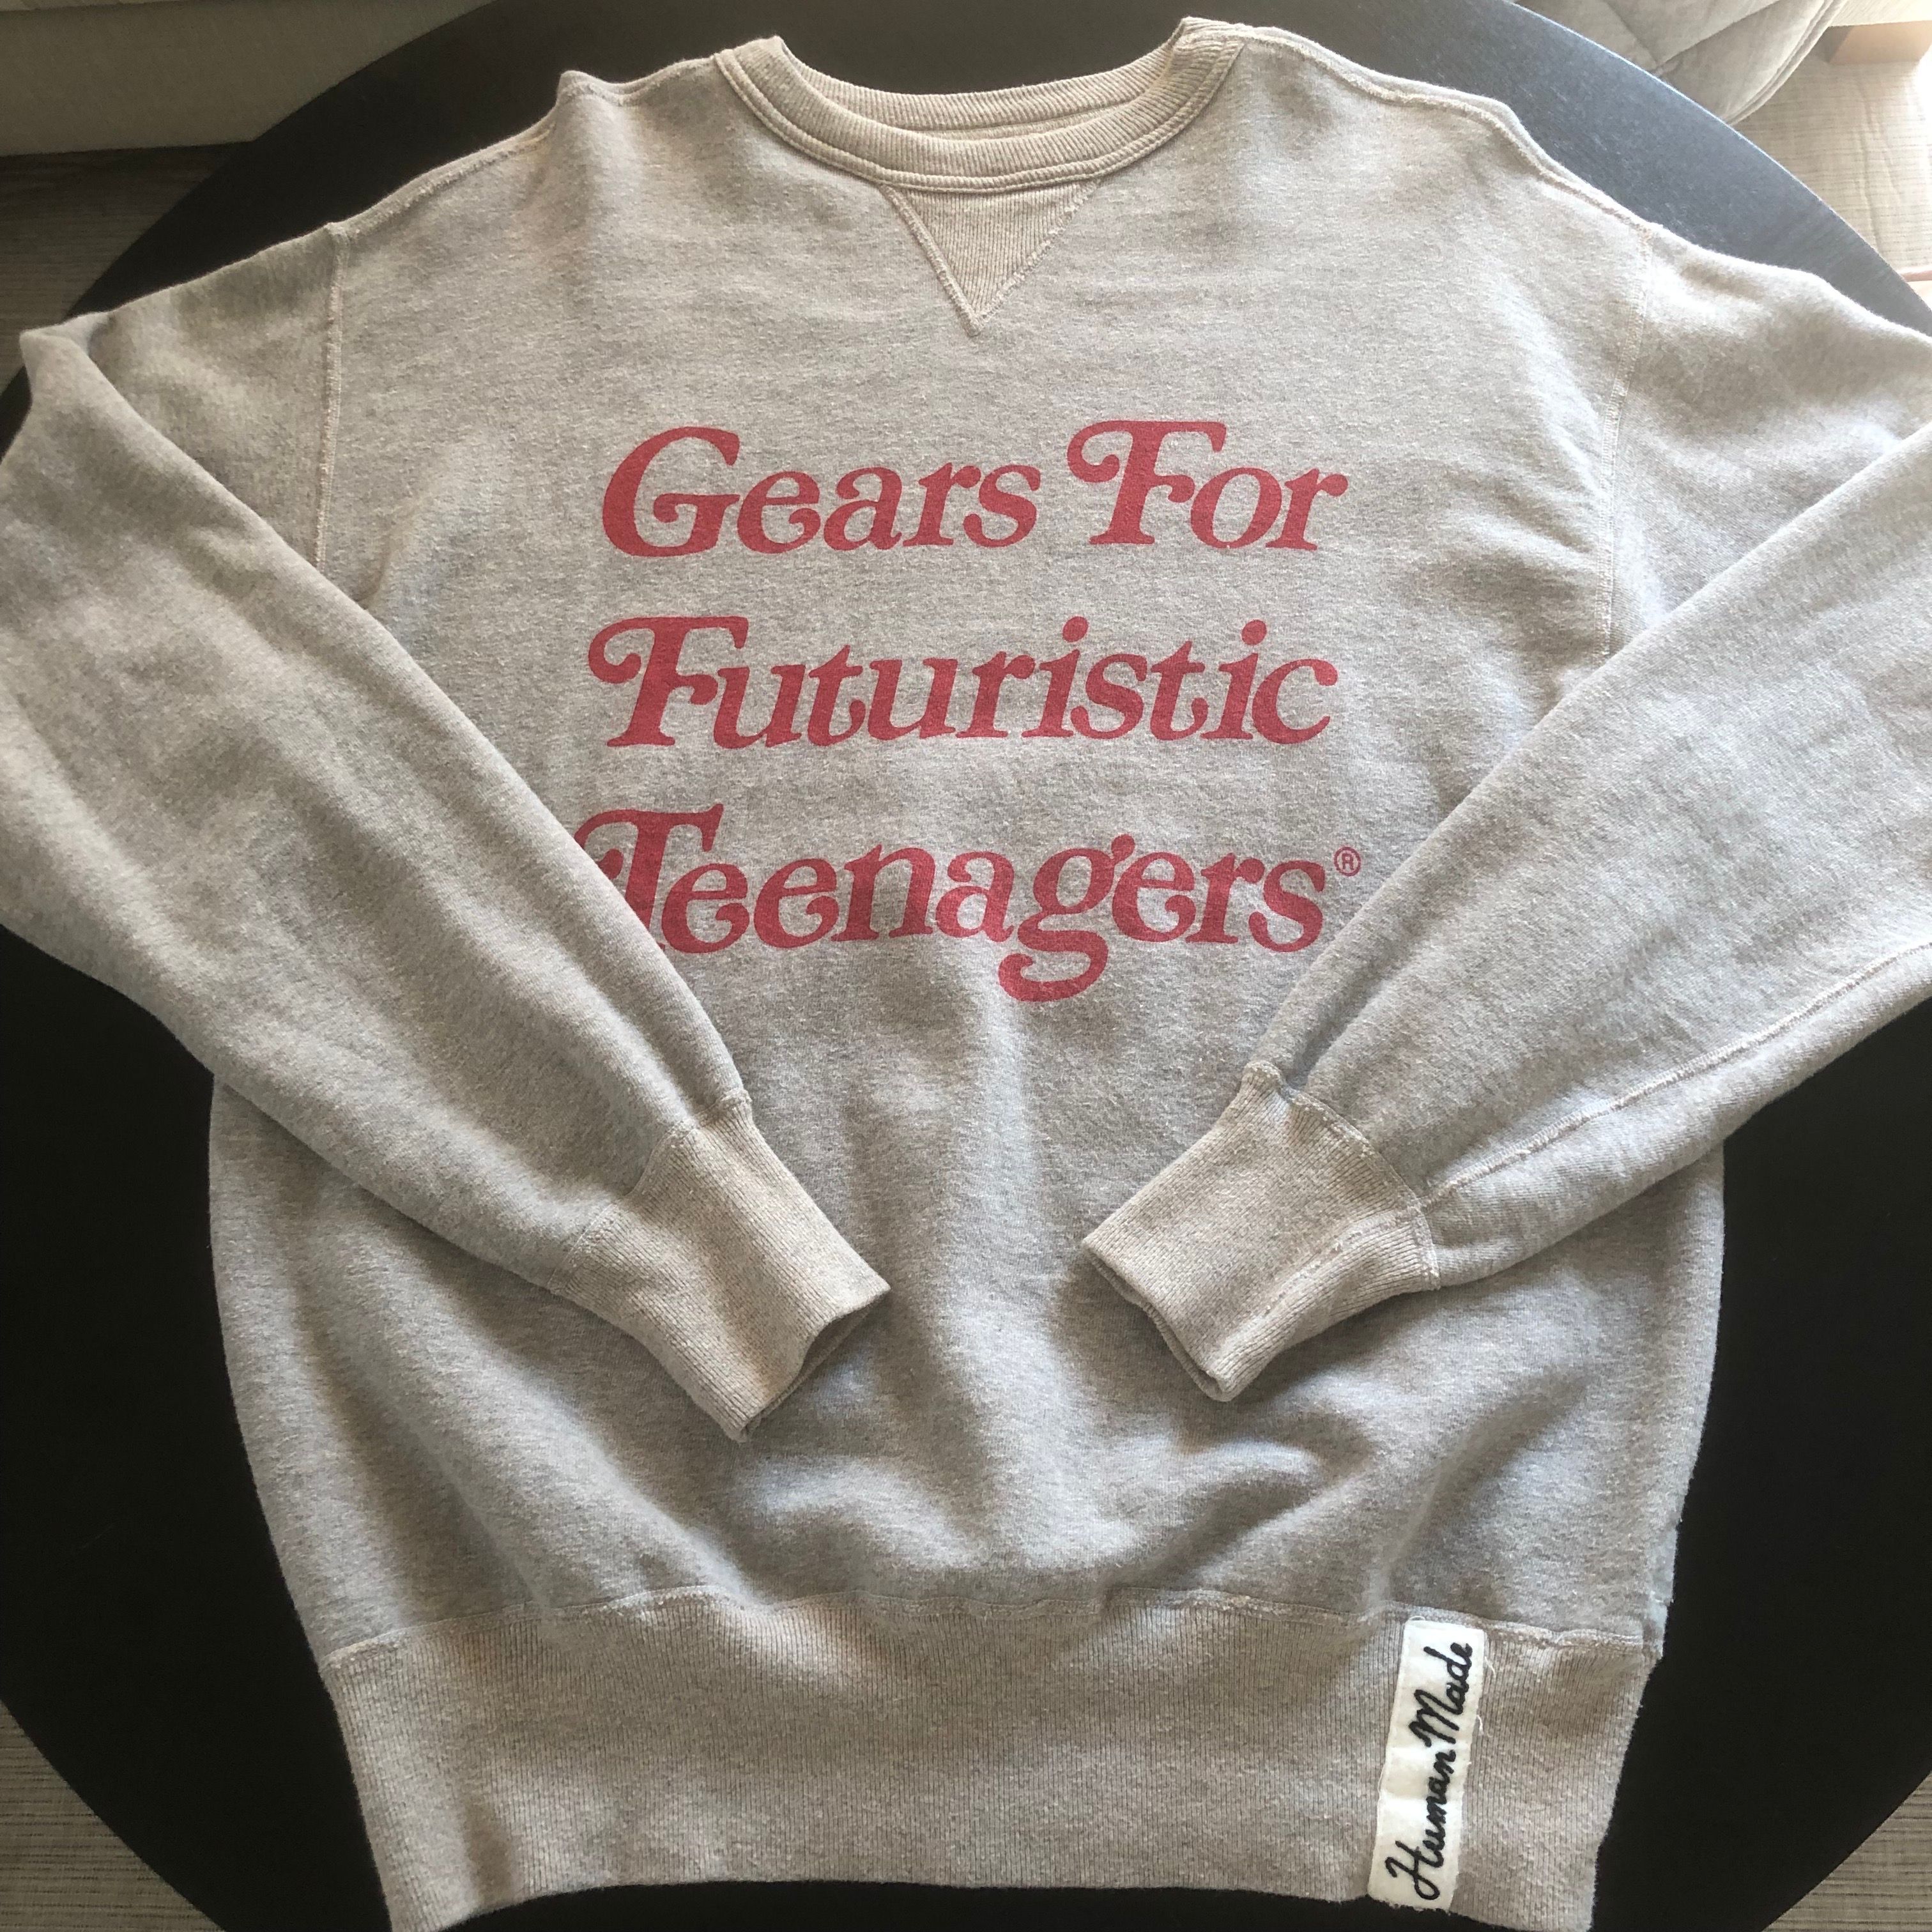 Gears For
Futuristic
Teenagers®
Human Made